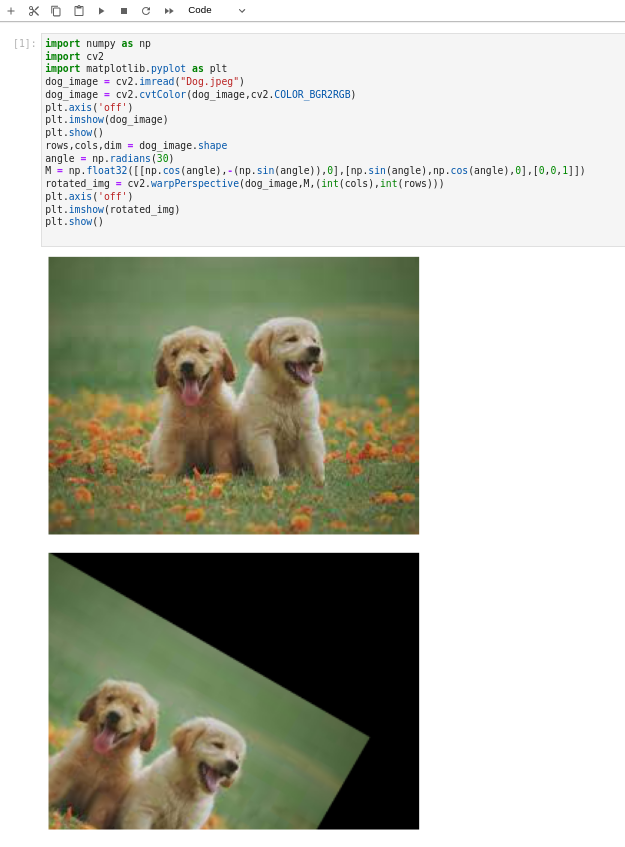 Code
[1]:
import numpy as np
import cv2
import matplotlib.pyplot as plt
dog_image = cv2.imread("Dog.jpeg")
dog_image = cv2.cvtColor(dog_image,cv2.COLOR_BGR2RGB)
plt.axis('off')
plt.imshow(dog_image)
plt.show()
rows,cols,dim = dog_image.shape
angle = np.radians(30)
M = np.float32([[np.cos(angle),-(np.sin(angle)),0],[np.sin(angle),np.cos(angle),0],[0,0,1]])
rotated_img = cv2.warpPerspective(dog_image,M,(int(cols),int(rows)))
plt.axis('off')
plt.imshow(rotated_img)
plt.show()